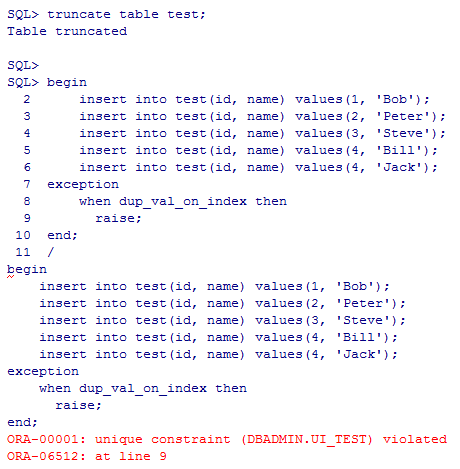 SQL> truncate table test;
Table truncated
SQL>
SQL> begin
2 insert into test(id, name) values(1, 'Bob');
3 insert into test(id, name) values(2, 'Peter');
4 insert into test(id, name) values(3, 'Steve');
5 insert into test(id, name) values(4, 'Bill');
6 insert into test(id, name) values(4, 'Jack');
7 exception
8 when dup_val_on_index then
9 raise;
10 end;
11 /
begin
insert into test(id, name) values(1, 'Bob');
insert into test(id, name) values(2, 'Peter');
insert into test(id, name) values(3, 'Steve');
insert into test(id, name) values(4, 'Bill');
insert into test(id, name) values(4, 'Jack');
exception
when dup_val_on_index then
raise;
end;
ORA-00001: unique constraint (DBADMIN.UI_TEST) violated
ORA-06512: at line 9